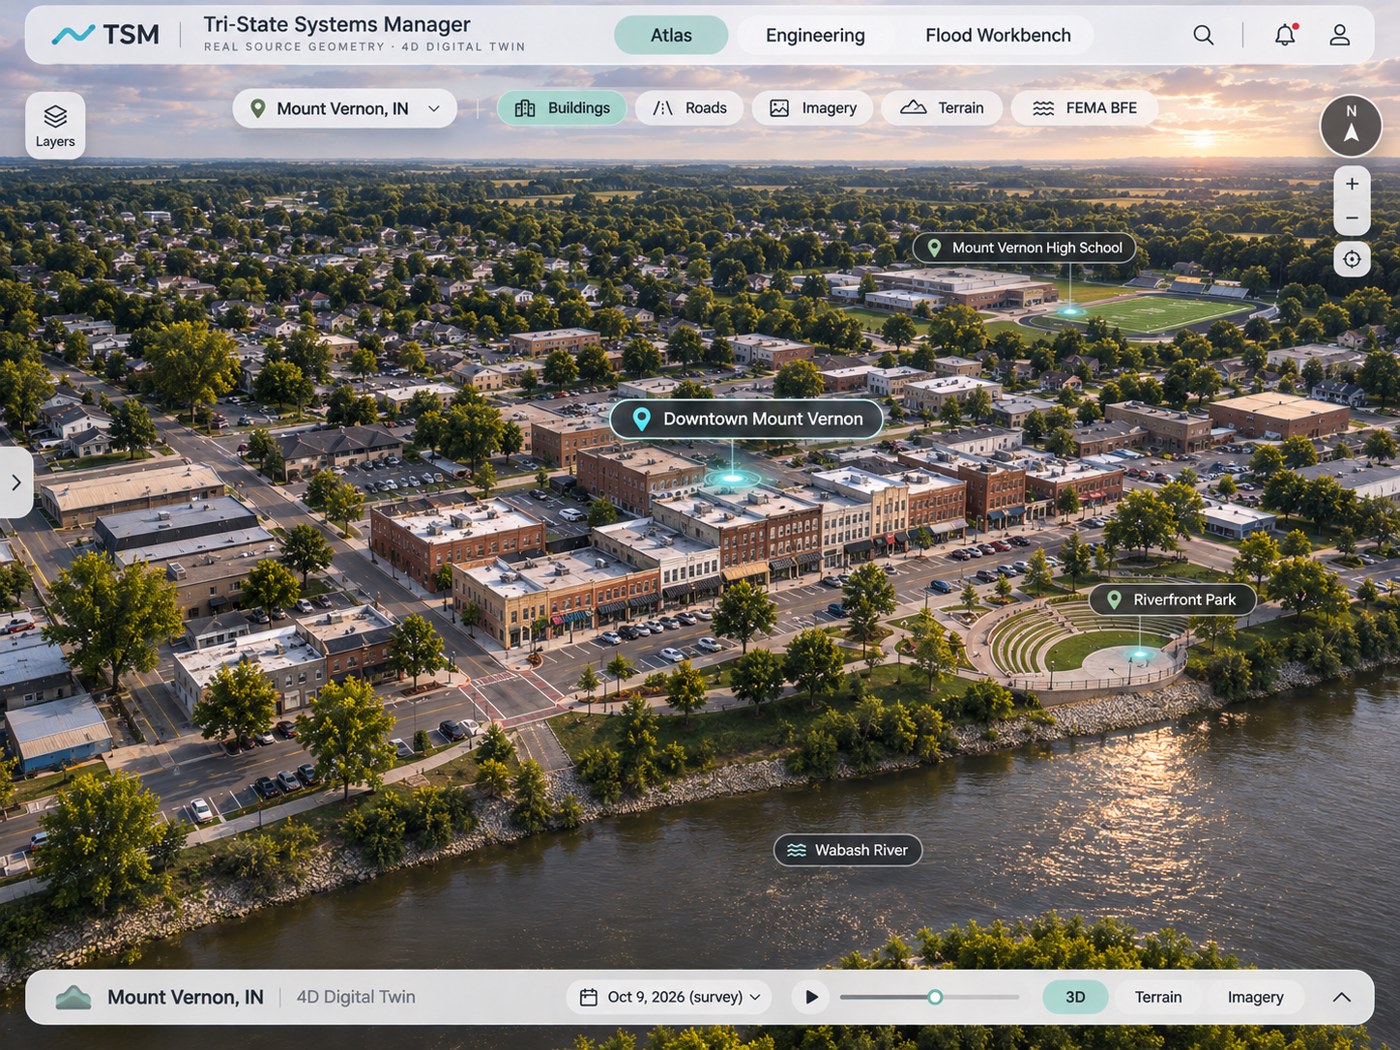 TSM
Tri-State Systems Manager
REAL SOURCE GEOMETRY · 4D DIGITAL TWIN
Atlas
Engineering
Flood Workbench
Layers
Mount Vernon, IN
Buildings
Roads
Imagery
Terrain
FEMA BFE
N
Mount Vernon High School
Downtown Mount Vernon
Riverfront Park
Wabash River
Mount Vernon, IN
4D Digital Twin
Oct 9, 2026 (survey)
3D
Terrain
Imagery